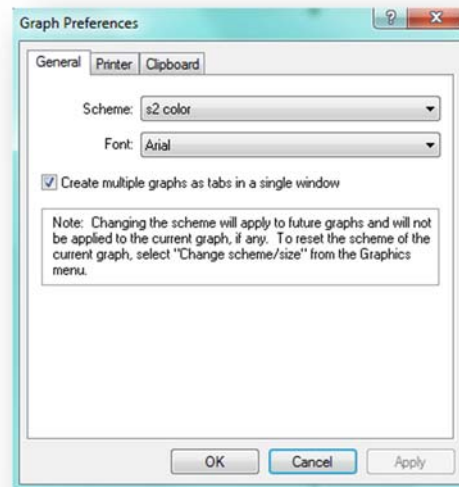 Graph Preferences
General Printer Clipboard
Scheme: s2 color
Font: Arial
Create multiple graphs as tabs in a single window
Note: Changing the scheme will apply to future graphs and will not
be applied to the current graph, if any. To reset the scheme of the
current graph, select "Change scheme/size" from the Graphics
menu.
OK Cancel Apply